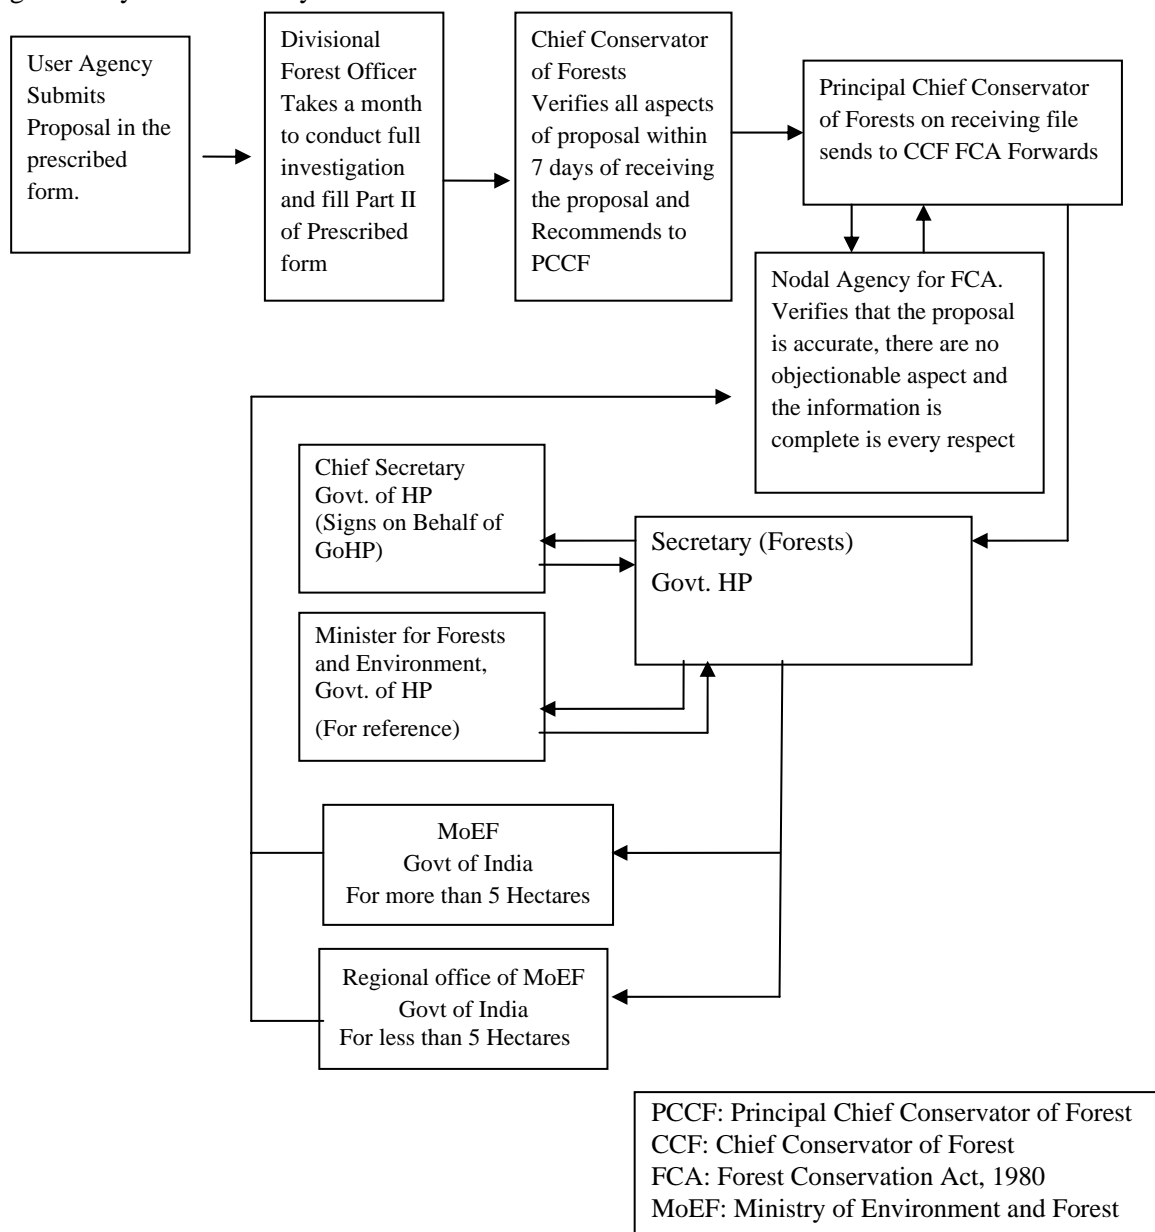 User Agency
Submits
Proposal in the
prescribed
form.
Divisional
Forest Officer
Takes a month
to conduct full
investigation
and fill Part II
of Prescribed
form
Chief Conservator
of Forests
Verifies all aspects
of proposal within
7 days of receiving
the proposal and
Recommends to
PCCF
Principal Chief Conservator
of Forests on receiving file
sends to CCF FCA Forwards
Nodal Agency for FCA.
Verifies that the proposal
is accurate, there are no
objectionable aspect and
the information is
complete is every respect
Chief Secretary
Govt. of HP
(Signs on Behalf of
GoHP)
Secretary (Forests)
Govt. HP
Minister for Forests
and Environment,
Govt. of HP
(For reference)
MoEF
Govt of India
For more than 5 Hectares
Regional office of MoEF
Govt of India
For less than 5 Hectares
PCCF: Principal Chief Conservator of Forest
CCF: Chief Conservator of Forest
FCA: Forest Conservation Act, 1980
MoEF: Ministry of Environment and Forest